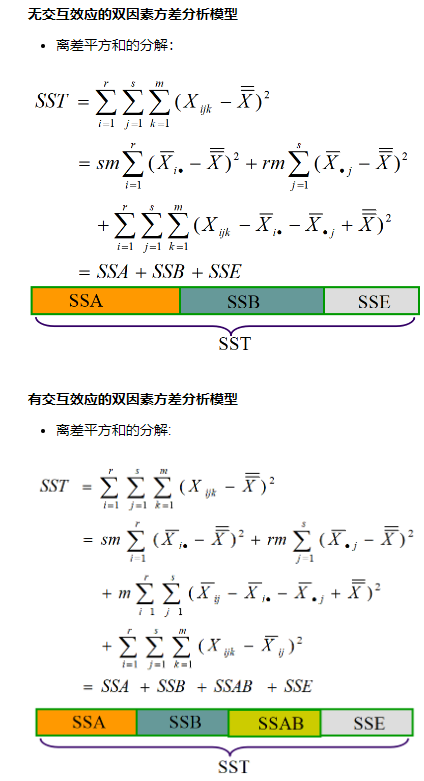 无交互效应的双因素方差分析模型
• 离差平方和的分解：
$SST = \sum_{i=1}^{r}\sum_{j=1}^{s}\sum_{k=1}^{m}(X_{ijk} - \overline{\overline{\overline{X}}})^2$
$= sm\sum_{i=1}^{r}(\overline{X}_{i\bullet} - \overline{\overline{\overline{X}}})^2 + rm\sum_{j=1}^{s}(\overline{X}_{\bullet j} - \overline{\overline{\overline{X}}})^2$
$+ \sum_{i=1}^{r}\sum_{j=1}^{s}\sum_{k=1}^{m}(X_{ijk} - \overline{X}_{i\bullet} - \overline{X}_{\bullet j} + \overline{\overline{\overline{X}}})^2$
$= SSA + SSB + SSE$
SSA SSB SSE
SST
有交互效应的双因素方差分析模型
• 离差平方和的分解:
$SST = \sum_{i=1}^{r}\sum_{j=1}^{s}\sum_{k=1}^{m}(X_{ijk} - \overline{\overline{\overline{X}}})^2$
$= sm\sum_{i=1}^{r}(\overline{X}_{i\bullet} - \overline{\overline{\overline{X}}})^2 + rm\sum_{j=1}^{s}(\overline{X}_{\bullet j} - \overline{\overline{\overline{X}}})^2$
$+ m\sum_{i=1}^{r}\sum_{j=1}^{s}(\overline{X}_{ij} - \overline{X}_{i\bullet} - \overline{X}_{\bullet j} + \overline{\overline{\overline{X}}})^2$
$+ \sum_{i=1}^{r}\sum_{j=1}^{s}\sum_{k=1}^{m}(X_{ijk} - \overline{X}_{ij})^2$
$= SSA + SSB + SSAB + SSE$
SSA SSB SSAB SSE
SST